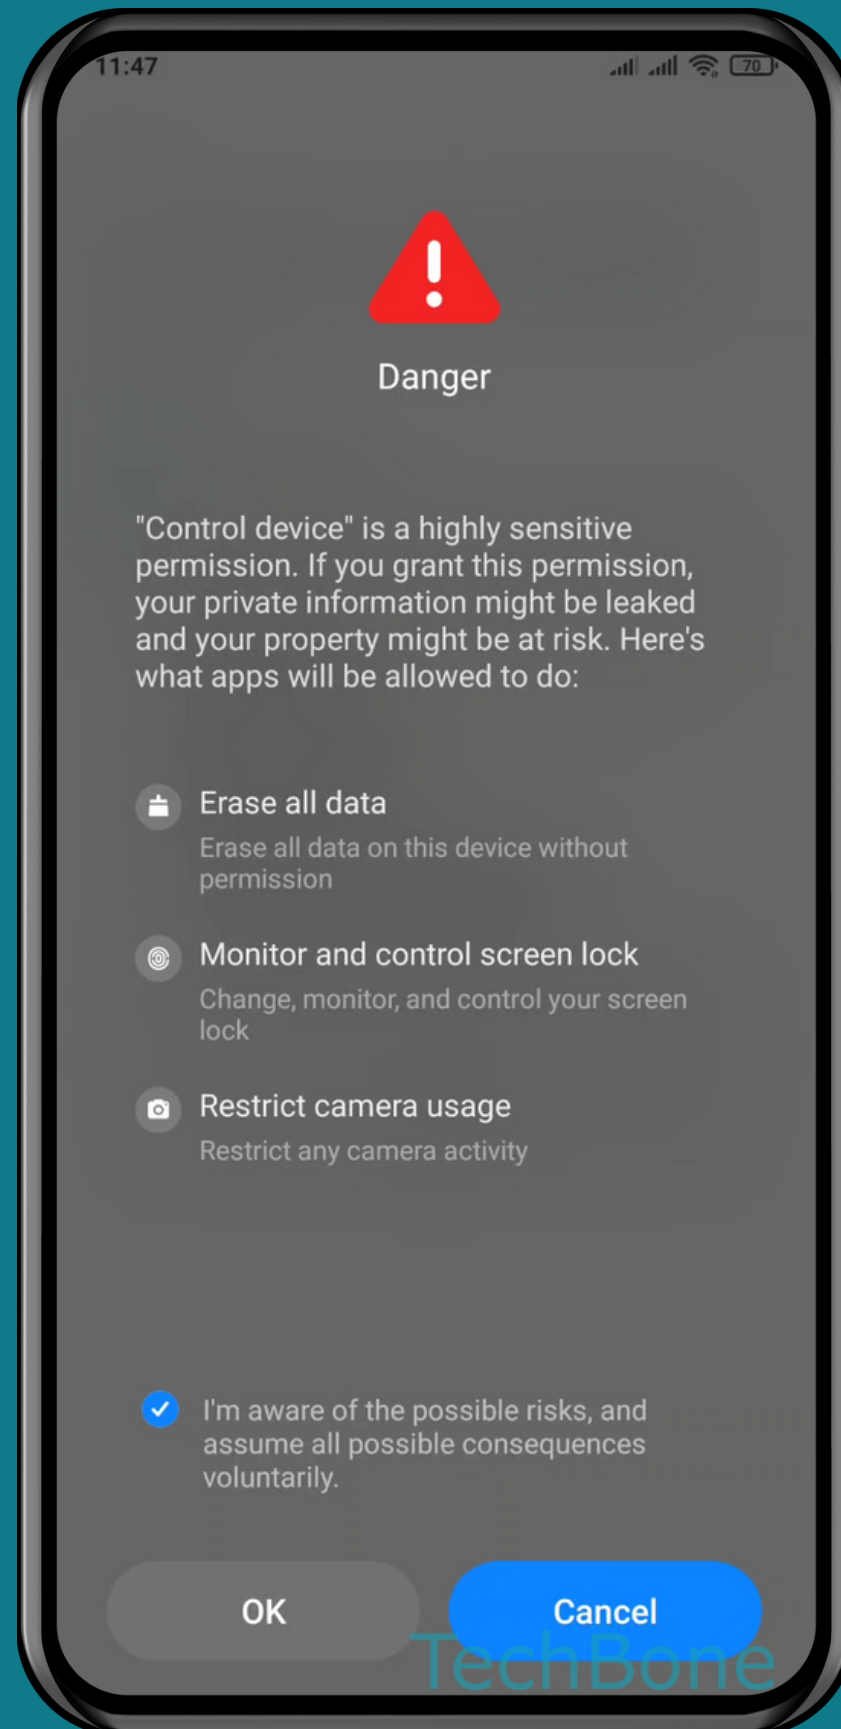 11:47
70
Danger
"Control device" is a highly sensitive
permission. If you grant this permission,
your private information might be leaked
and your property might be at risk. Here's
what apps will be allowed to do:
Erase all data
Erase all data on this device without
permission
Monitor and control screen lock
Change, monitor, and control your screen
lock
Restrict camera usage
Restrict any camera activity
I'm aware of the possible risks, and
assume all possible consequences
voluntarily.
OK
Cancel
TechBone